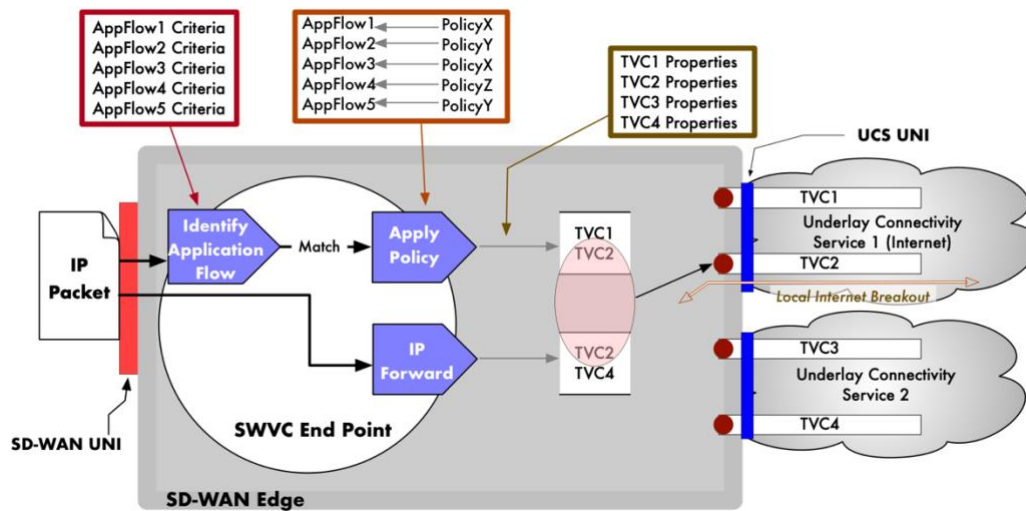 AppFlow1 Criteria
AppFlow2 Criteria
AppFlow3 Criteria
AppFlow4 Criteria
AppFlow5 Criteria
AppFlow1 PolicyX
AppFlow2 PolicyY
AppFlow3 PolicyX
AppFlow4 PolicyZ
AppFlow5 PolicyY
TVC1 Properties
TVC2 Properties
TVC3 Properties
TVC4 Properties
UCS UNI
IP
Packet
Identify
Application
Flow
Match
Apply
Policy
TVC1
TVC2
TVC1
Underlay Connectivity
Service 1 (Internet)
TVC2
Local Internet Breakout
IP
Forward
TVC2
TVC4
TVC3
Underlay Connectivity
Service 2
TVC4
SWVC End Point
SD-WAN UNI
SD-WAN Edge